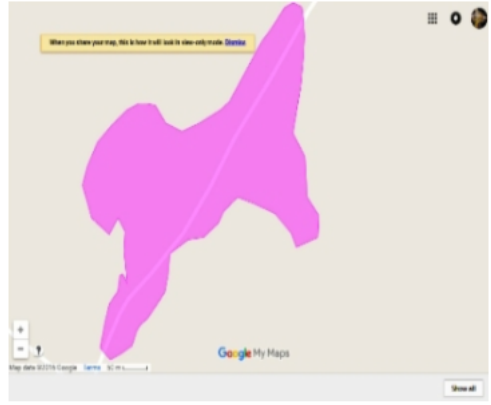 When you share your map, this is how it will look in view-only mode. Dismiss
+
−
Google My Maps
Map data ©2016 Google Terms 50 m
Show all